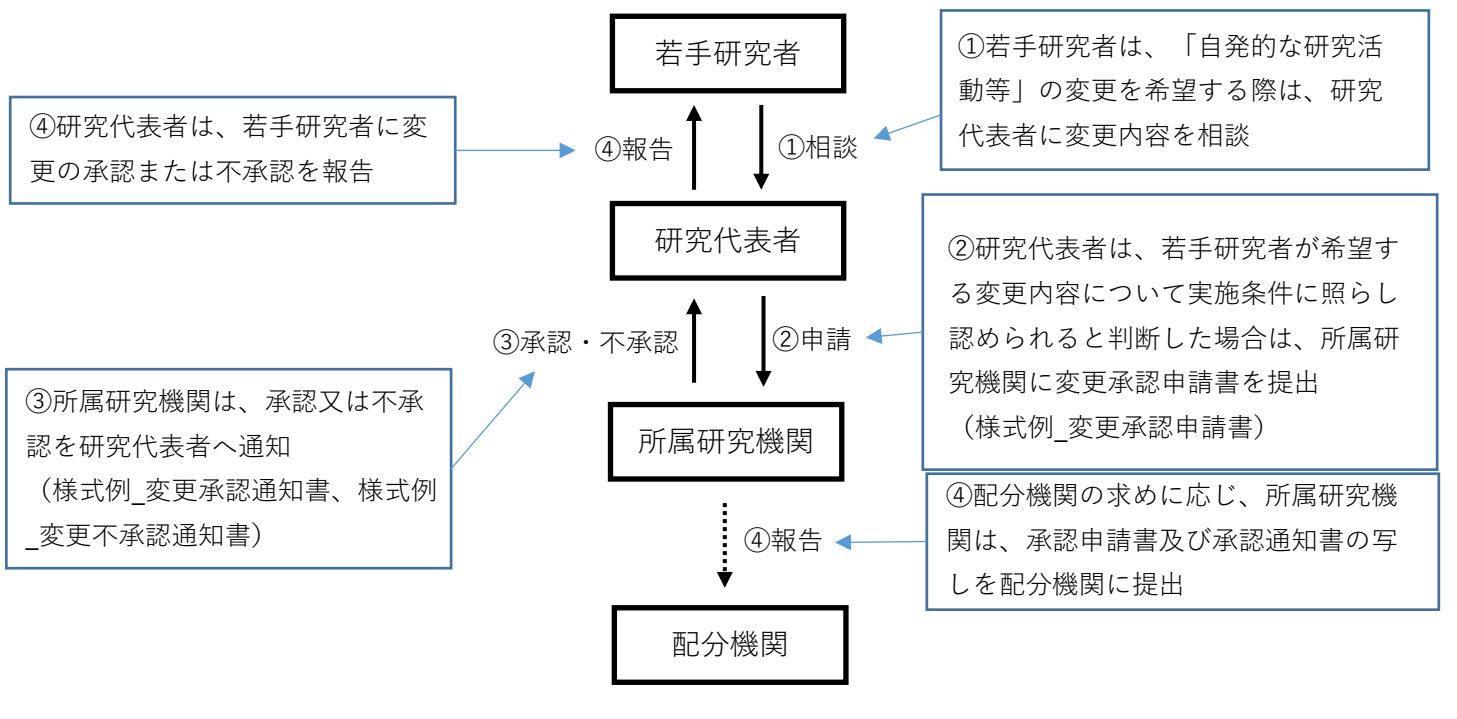 若手研究者
①若手研究者は、「自発的な研究活
動等」の変更を希望する際は、研究
代表者に変更内容を相談
④研究代表者は、若手研究者に変
更の承認または不承認を報告
④報告
①相談
研究代表者
②研究代表者は、若手研究者が希望す
る変更内容について実施条件に照らし
認められると判断した場合は、所属研
究機関に変更承認申請書を提出
（様式例_変更承認申請書）
③承認・不承認
②申請
③所属研究機関は、承認又は不承
認を研究代表者へ通知
（様式例_変更承認通知書、様式例
_変更不承認通知書）
所属研究機関
④配分機関の求めに応じ、所属研究機
関は、承認申請書及び承認通知書の写
しを配分機関に提出
④報告
配分機関